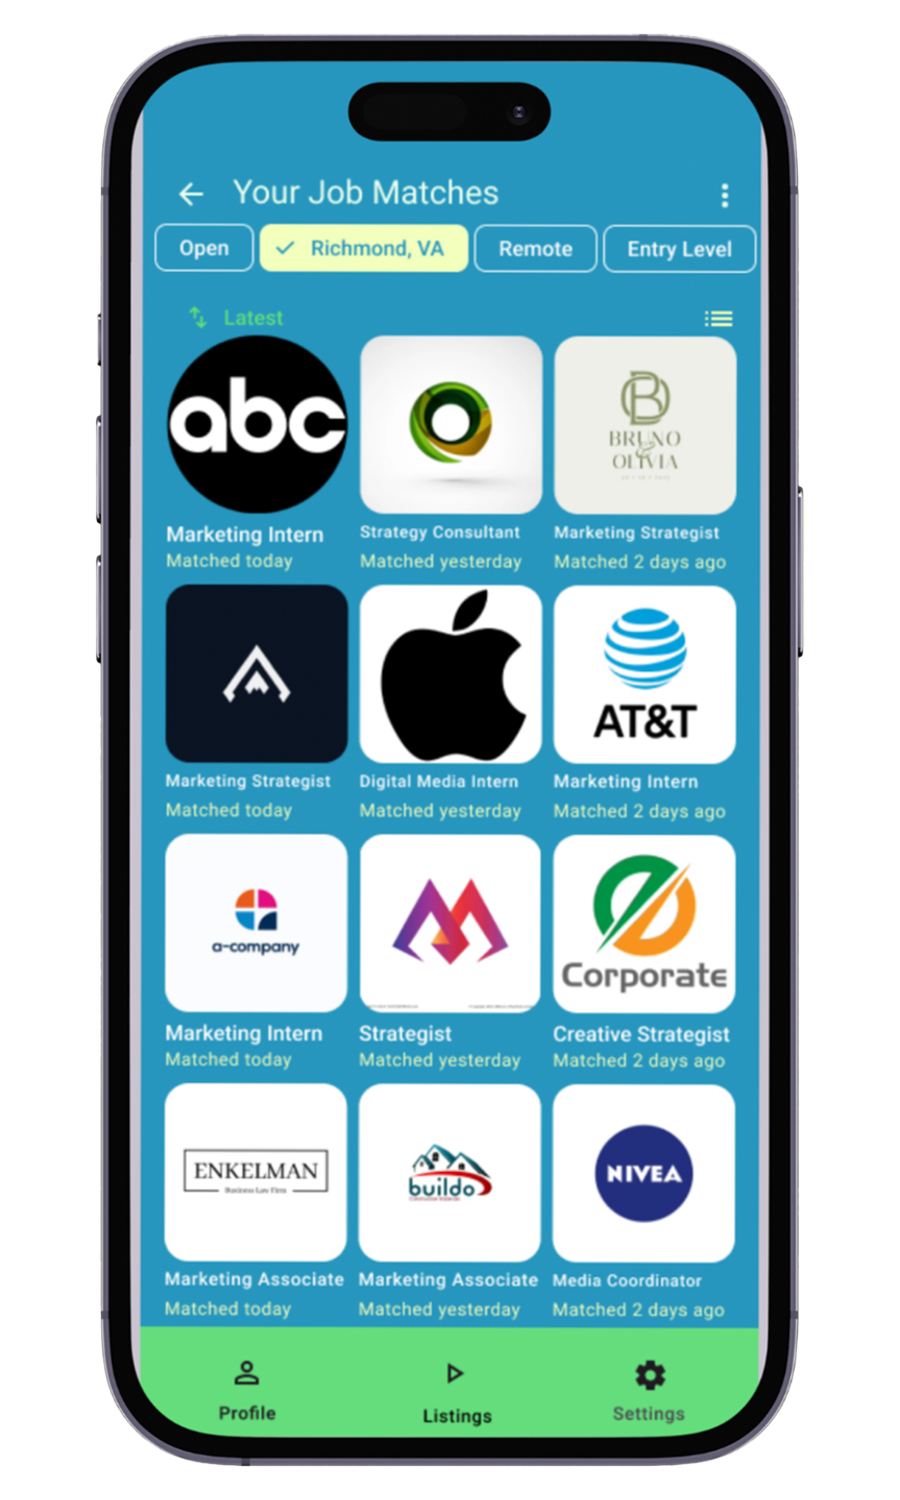 Your Job Matches
Open
Richmond, VA
Remote
Entry Level
Latest
abc
BRUNO
&
OLIVIA
Marketing Intern
Strategy Consultant
Marketing Strategist
Matched today
Matched yesterday
Matched 2 days ago
AT&T
Marketing Strategist
Digital Media Intern
Marketing Intern
Matched today
Matched yesterday
Matched 2 days ago
a-company
Corporate
Marketing Intern
Strategist
Creative Strategist
Matched today
Matched yesterday
Matched 2 days ago
ENKELMAN
Business Law Firm
buildo
NIVEA
Marketing Associate
Marketing Associate
Media Coordinator
Matched today
Matched yesterday
Matched 2 days ago
Profile
Listings
Settings